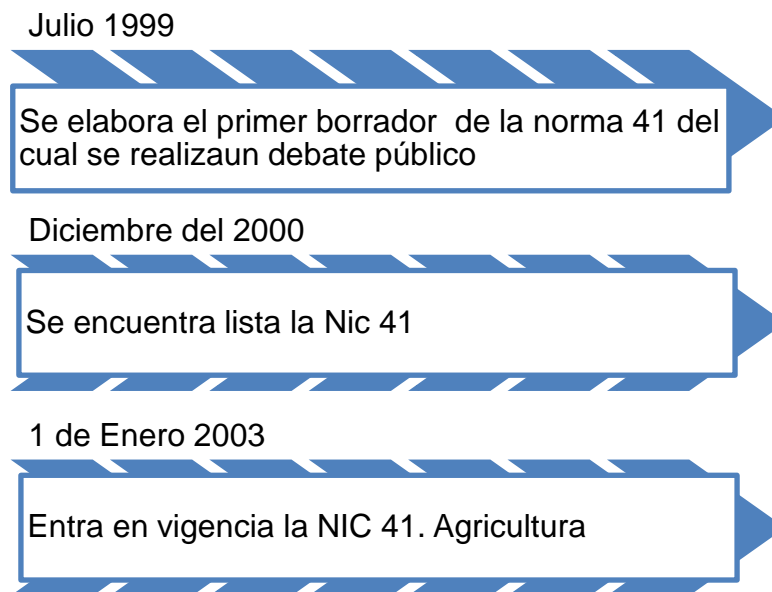 Julio 1999
Se elabora el primer borrador de la norma 41 del
cual se realizaun debate público
Diciembre del 2000
Se encuentra lista la Nic 41
1 de Enero 2003
Entra en vigencia la NIC 41. Agricultura